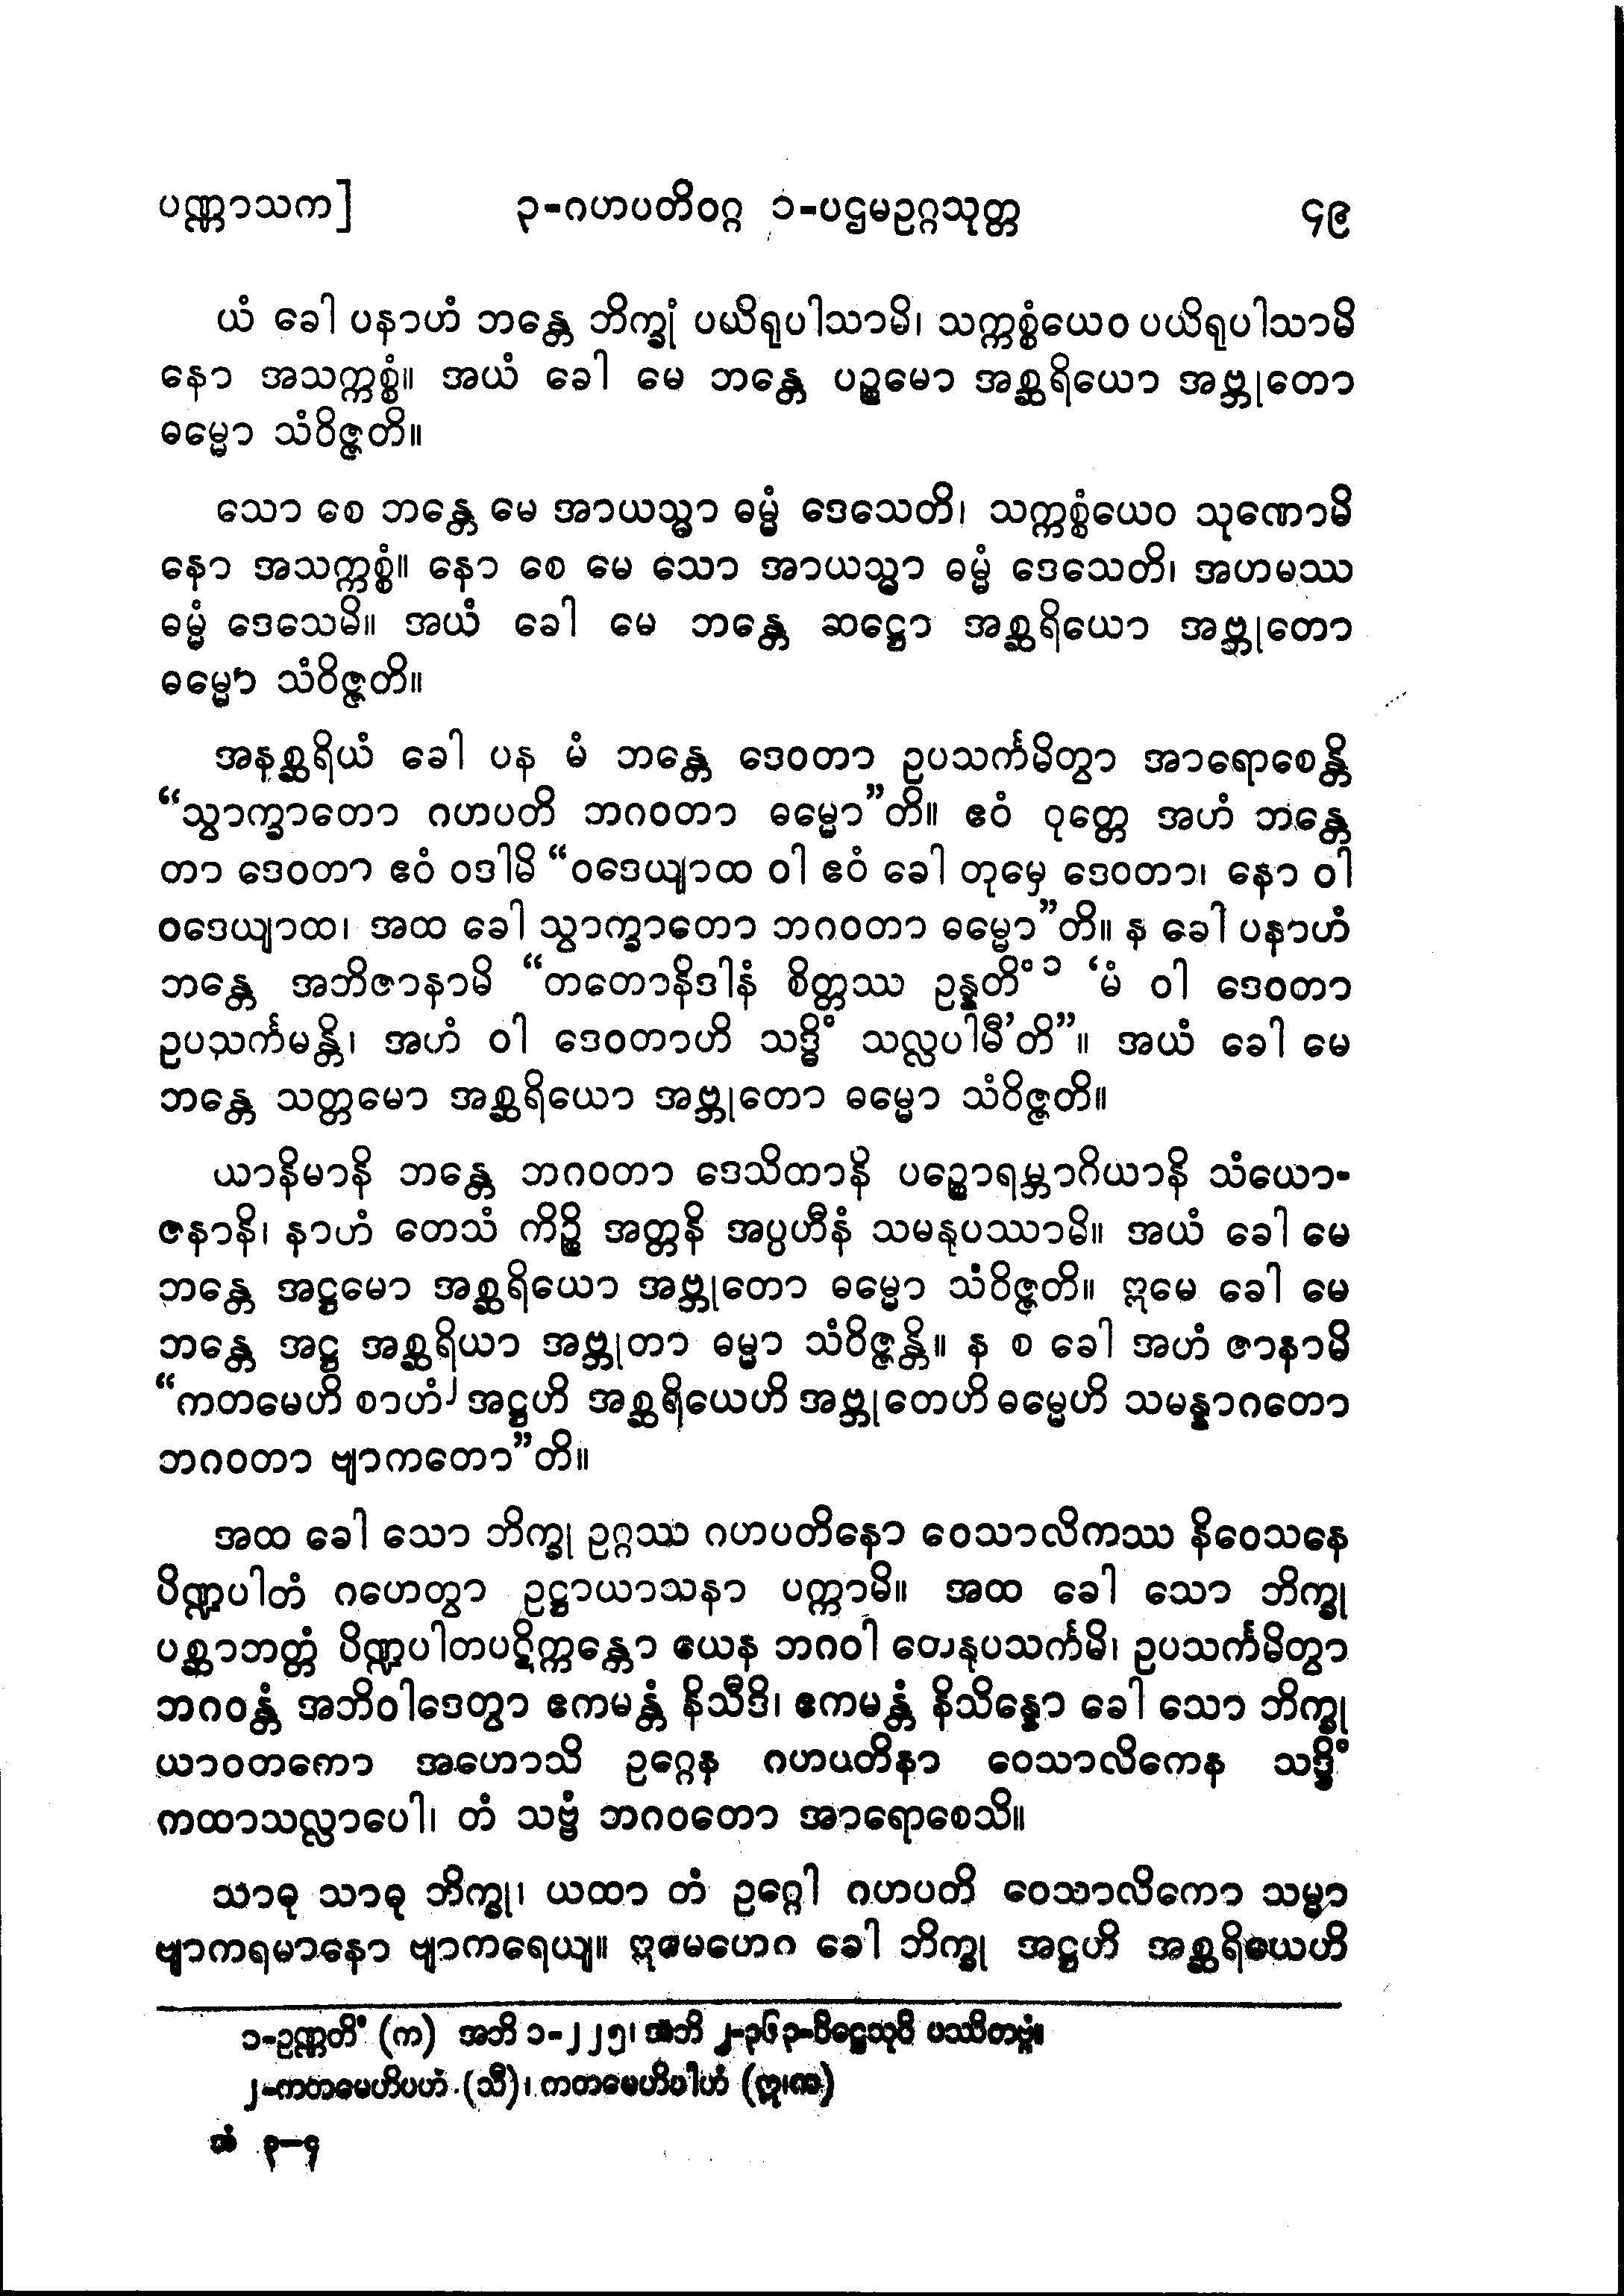 ပဏ္ဏာသက]
၃-ဂဟပတိဝဂ္ဂ ၁-ပဌမဥဂ္ဂသုတ္တ
၄၉
ယံ ခေါ ပနာဟံ ဘန္တေ ဘိက္ခုံ ပယိရုပါသာမိ၊ သက္ကစ္စံယေဝ ပယိရုပါသာမိ
နော အသက္ကစ္စံ။ အယံ ခေါ မေ ဘန္တေ ပဉ္စမော အစ္ဆရိယော အဗ္ဘုတော
ဓမ္မော သံဝိဇ္ဇတိ။
သော စေ ဘန္တေ မေ အာယသ္မာ ဓမ္မံ ဒေသေတိ၊ သက္ကစ္စံယေဝ သုဏောမိ
နော အသက္ကစ္စံ။ နော စေ မေ သော အာယသ္မာ ဓမ္မံ ဒေသေတိ၊ အဟမဿ
ဓမ္မံ ဒေသေမိ။ အယံ ခေါ မေ ဘန္တေ ဆဋ္ဌော အစ္ဆရိယော အဗ္ဘုတော
ဓမ္မော သံဝိဇ္ဇတိ။
အနစ္ဆရိယံ ခေါ ပန မံ ဘန္တေ ဒေဝတာ ဥပသင်္ကမိတွာ အာရောစေန္တိ
“သွာက္ခာတော ဂဟပတိ ဘဂဝတာ ဓမ္မော”တိ။ ဧဝံ ဝုတ္တေ အဟံ ဘန္တေ
တာ ဒေဝတာ ဧဝံ ဝဒါမိ “ဝဒေယျာထ ဝါ ဧဝံ ခေါ တုမှေ ဒေဝတာ၊ နော ဝါ
ဝဒေယျာထ၊ အထ ခေါ သွာက္ခာတော ဘဂဝတာ ဓမ္မော”တိ။ န ခေါ ပနာဟံ
ဘန္တေ အဘိဇာနာမိ “တတောနိဒါနံ စိတ္တဿ ဥန္နတိံ ၁ ‘မံ ဝါ ဒေဝတာ
ဥပသင်္ကမန္တိ၊ အဟံ ဝါ ဒေဝတာဟိ သဒ္ဓိံ သလ္လပါမီ’တိ”။ အယံ ခေါ မေ
ဘန္တေ သတ္တမော အစ္ဆရိယော အဗ္ဘုတော ဓမ္မော သံဝိဇ္ဇတိ။
ယာနိမာနိ ဘန္တေ ဘဂဝတာ ဒေသိတာနိ ပဉ္စောရမ္ဘာဂိယာနိ သံယော-
ဇနာနိ၊ နာဟံ တေသံ ကိဉ္စိ အတ္တနိ အပ္ပဟီနံ သမနုပဿာမိ။ အယံ ခေါ မေ
ဘန္တေ အဋ္ဌမော အစ္ဆရိယော အဗ္ဘုတော ဓမ္မော သံဝိဇ္ဇတိ။ ဣမေ ခေါ မေ
ဘန္တေ အဋ္ဌ အစ္ဆရိယာ အဗ္ဘုတာ ဓမ္မာ သံဝိဇ္ဇန္တိ။ န စ ခေါ အဟံ ဇာနာမိ
“ကတမေဟိ စာဟံ၂ အဋ္ဌဟိ အစ္ဆရိယေဟိ အဗ္ဘုတေဟိ ဓမ္မေဟိ သမန္နာဂတော
ဘဂဝတာ ဗျာကတော”တိ။
အထ ခေါ သော ဘိက္ခု ဥဂ္ဂဿ ဂဟပတိနော ဝေသာလိကဿ နိဝေသနေ
ပိဏ္ဍပါတံ ဂဟေတွာ ဥဋ္ဌာယာသနာ ပက္ကာမိ။ အထ ခေါ သော ဘိက္ခု
ပစ္ဆာဘတ္တံ ပိဏ္ဍပါတပဋိက္ကန္တော ယေန ဘဂဝါ တေနုပသင်္ကမိ၊ ဥပသင်္ကမိတွာ
ဘဂဝန္တံ အဘိဝါဒေတွာ ဧကမန္တံ နိသီဒိ၊ ဧကမန္တံ နိသိန္နော ခေါ သော ဘိက္ခု
ယာဝတကော အဟောသိ ဥဂ္ဂေန ဂဟပတိနာ ဝေသာလိကေန သဒ္ဓိံ
ကထာသလ္လာပေါ၊ တံ သဗ္ဗံ ဘဂဝတော အာရောစေသိ။
သာဓု သာဓု ဘိက္ခု၊ ယထာ တံ ဥဂ္ဂေါ ဂဟပတိ ဝေသာလိကော သမ္မာ
ဗျာကရမာနော ဗျာကရေယျ။ ဣမေဟေဂ ခေါ ဘိက္ခု အဋ္ဌဟိ အစ္ဆရိယေဟိ
၁-ဥဏ္ဏတိံ (က) အဘိ ၁-၂၂၅၊ အဘိ ၂-၃၆၃-ပိဋ္ဌေသုပိ ပဿိတဗ္ဗံ။
၂-ကတမေဟိပဟံ (သီ)၊ ကတမေဟိပါဟံ (ဣ၊က)
အံ ၃-၄